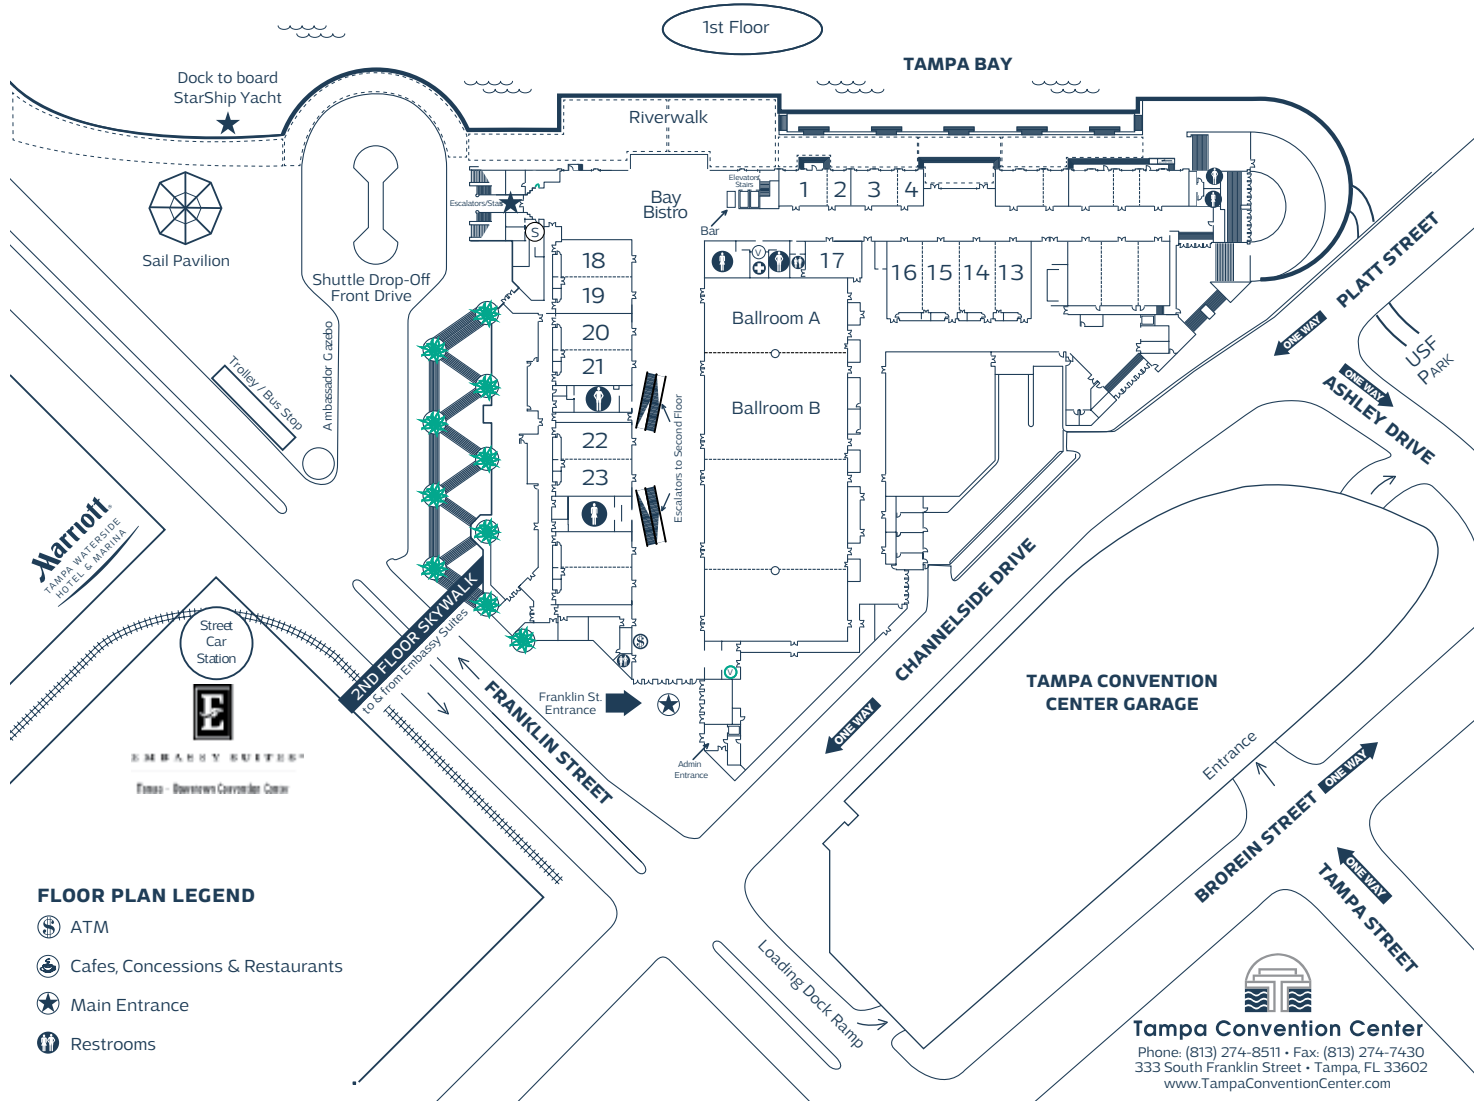 1st Floor
TAMPA BAY
Dock to board
StarShip Yacht
Riverwalk
Elevators
Stairs
1
2
3
4
Bay
Bistro
Escalators/Stairs
Bar
S
Sail Pavilion
Shuttle Drop-Off
Front Drive
18
19
20
21
22
23
V
17
16
15
14
13
Ballroom A
Ballroom B
PLATT STREET
ONE WAY
USF
PARK
ONE WAY
ASHLEY DRIVE
Ambassador Gazebo
Trolley / Bus Stop
Escalators to Second Floor
Marriott
TAMPA WATERSIDE
HOTEL & MARINA
Street
Car
Station
2ND FLOOR SKYWALK
to & from Embassy Suites
$
V
Franklin St.
Entrance
FRANKLIN STREET
Admin
Entrance
CHANNELSIDE DRIVE
ONE WAY
TAMPA CONVENTION
CENTER GARAGE
E
EMBASSY SUITES
Tampa - Downtown Convention Center
Entrance
BROREIN STREET
ONE WAY
ONE WAY
TAMPA STREET
Loading Dock Ramp
FLOOR PLAN LEGEND
$ ATM
Cafes, Concessions & Restaurants
Main Entrance
Restrooms
Tampa Convention Center
Phone: (813) 274-8511 • Fax: (813) 274-7430
333 South Franklin Street • Tampa, FL 33602
www.TampaConventionCenter.com